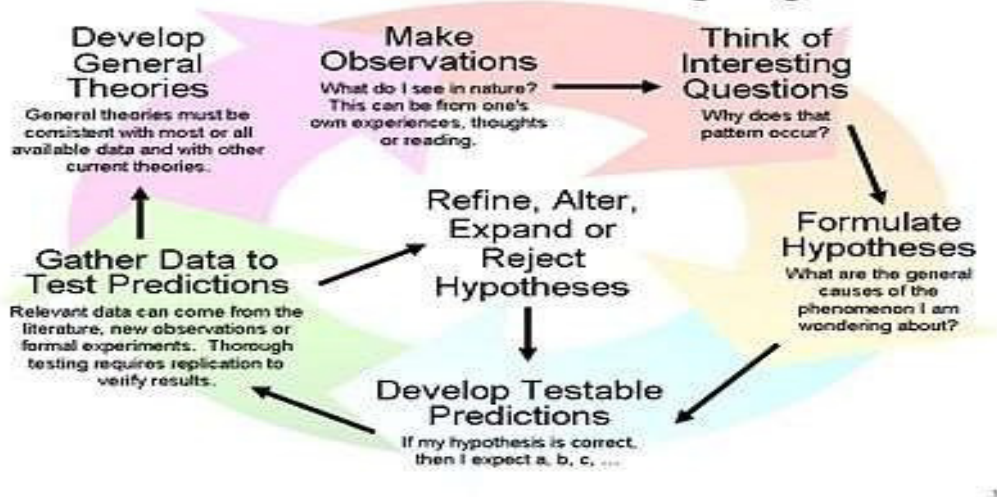 Develop
General
Theories
General theories must be
consistent with most or all
available data and with other
current theories.
Make
Observations
What do I see in nature?
This can be from one's
own experiences, thoughts
or reading.
Think of
Interesting
Questions
Why does that
pattern occur?
Formulate
Hypotheses
What are the general
causes of the
phenomenon I am
wondering about?
Refine, Alter,
Expand or
Reject
Hypotheses
Develop Testable
Predictions
If my hypothesis is correct,
then I expect a, b, c, ...
Gather Data to
Test Predictions
Relevant data can come from the
literature, new observations or
formal experiments. Thorough
testing requires replication to
verify results.